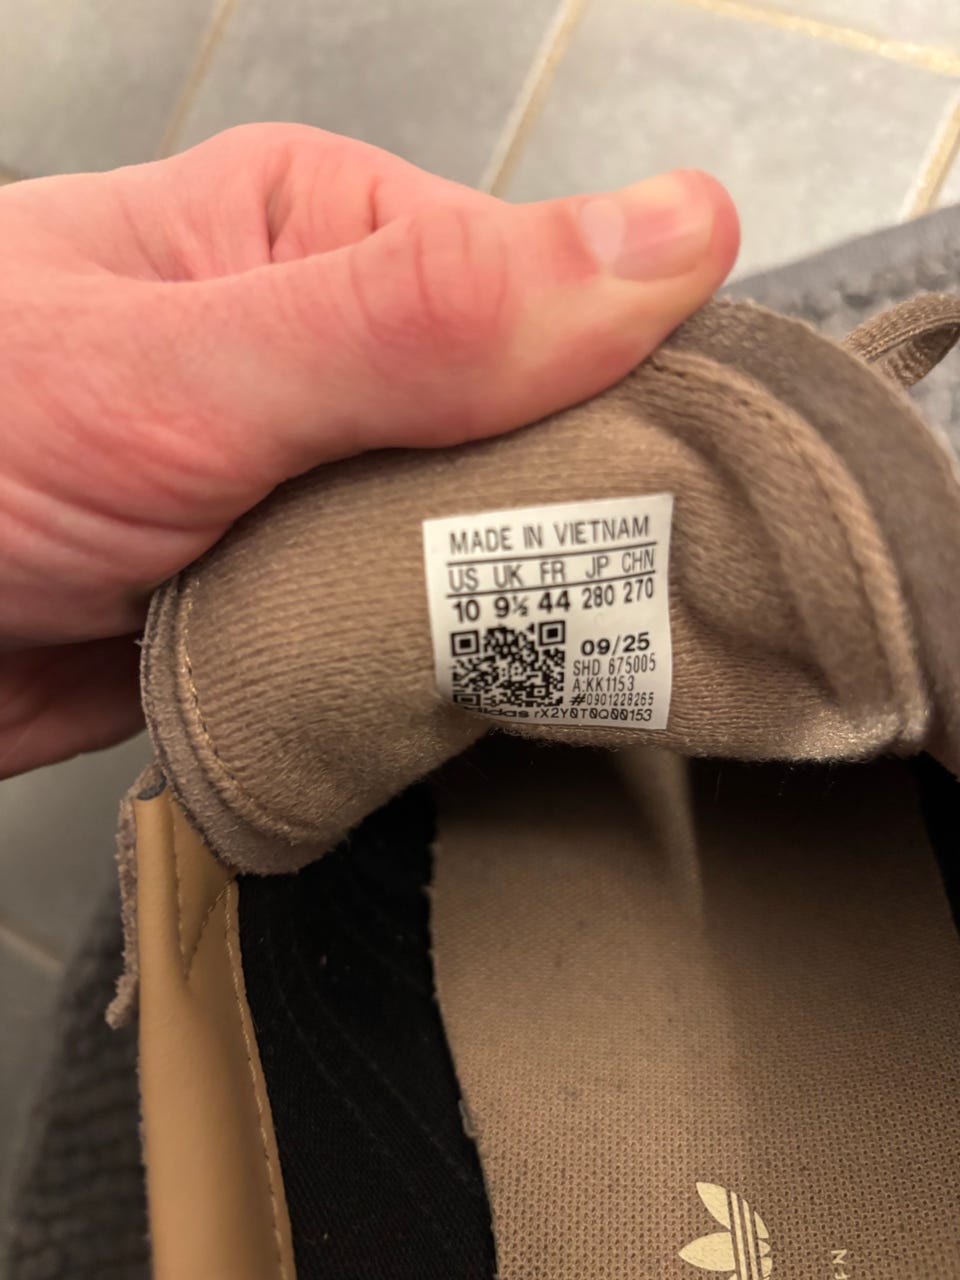 MADE IN VIETNAM
US UK FR JP CHN
10 9½ 44 280 270
09/25
SHD 675005
A:KK1153
#0901228265
adidas rX2Y0T0Q00153